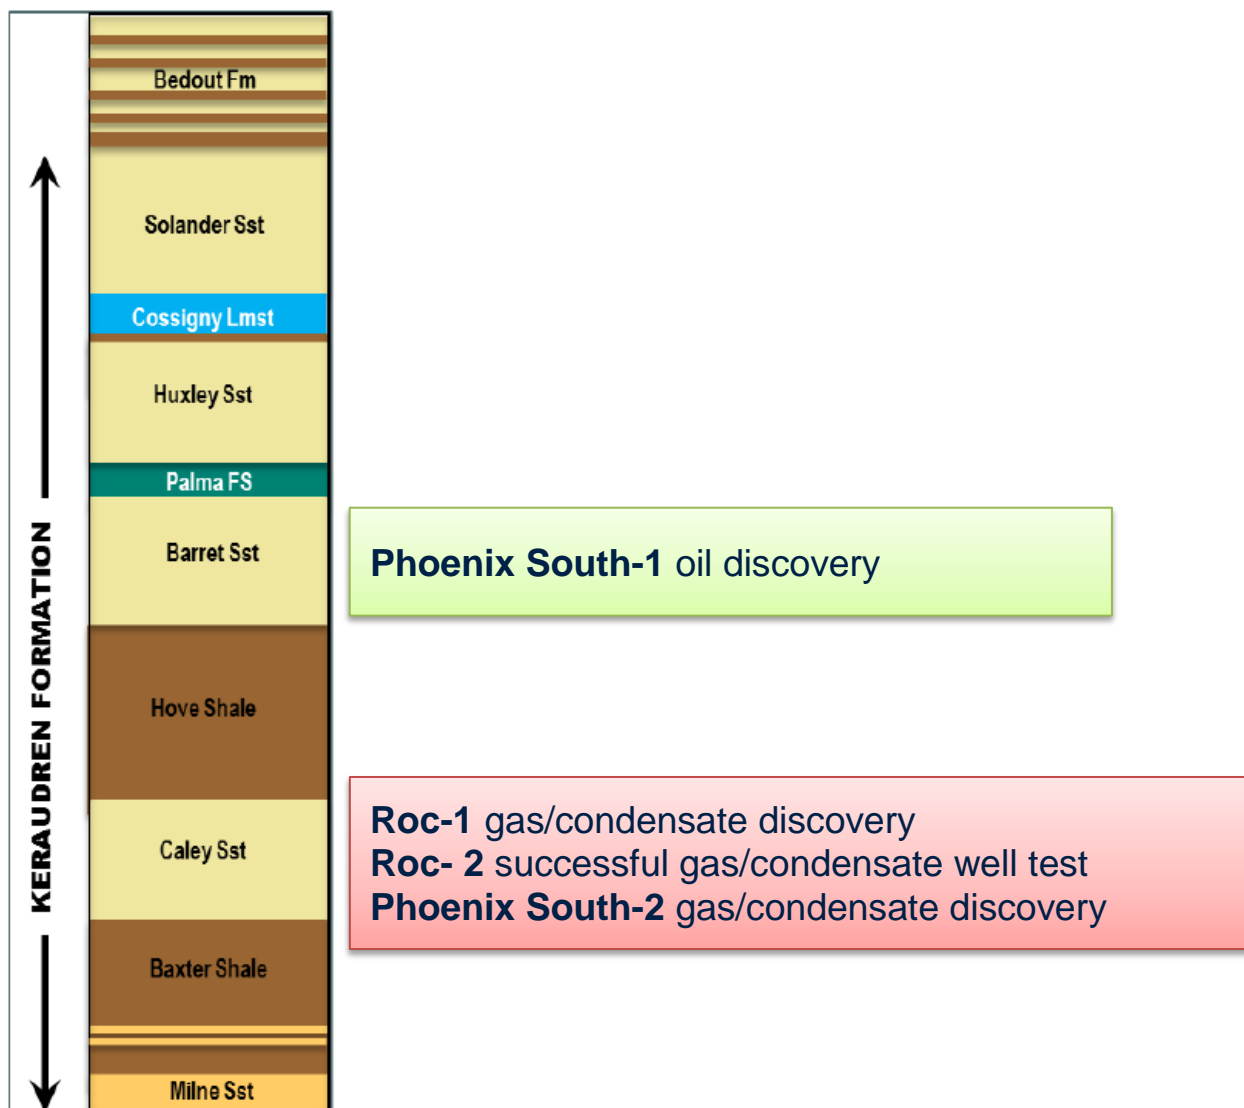 Bedout Fm
Solander Sst
Cossigny Lmst
Huxley Sst
Palma FS
Barret Sst
Hove Shale
Caley Sst
Baxter Shale
Milne Sst
KERAUDREN FORMATION
Phoenix South-1 oil discovery
Roc-1 gas/condensate discovery
Roc- 2 successful gas/condensate well test
Phoenix South-2 gas/condensate discovery